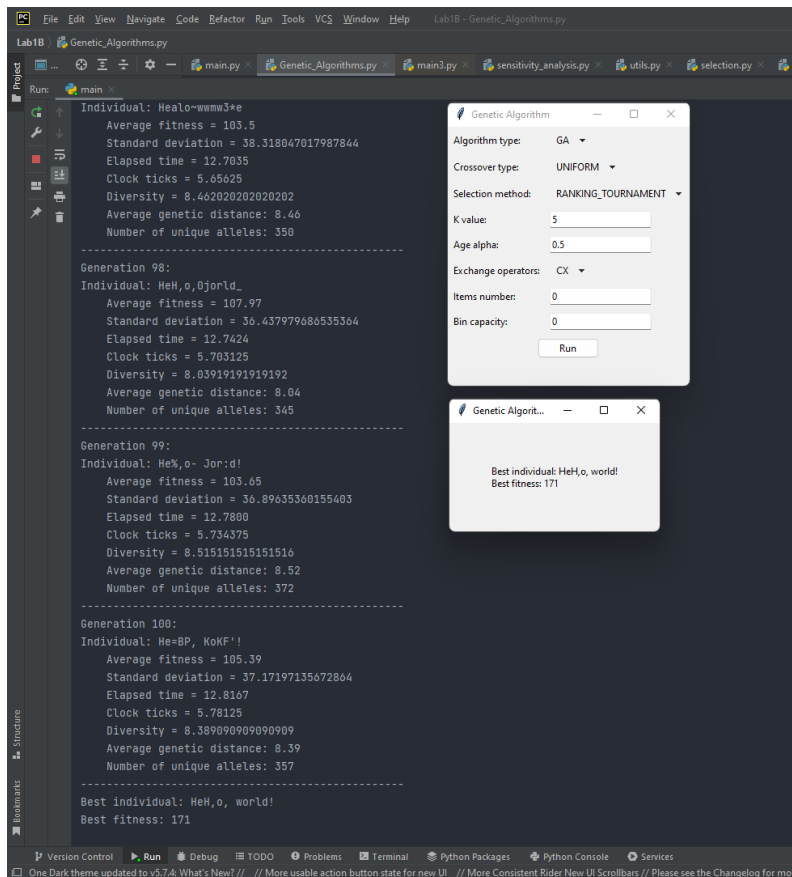 PC File Edit View Navigate Code Refactor Run Tools VCS Window Help Lab1B - Genetic_Algorithms.py
Lab1B Genetic_Algorithms.py
Project
... main.py Genetic_Algorithms.py main3.py sensitivity_analysis.py utils.py selection.py
Run: main
Individual: Healo~wwmw3*e
Average fitness = 103.5
Standard deviation = 38.318047017987844
Elapsed time = 12.7035
Clock ticks = 5.65625
Diversity = 8.462020202020202
Average genetic distance: 8.46
Number of unique alleles: 350
------------------------------------------------
Generation 98:
Individual: HeH,o,0jorld_
Average fitness = 107.97
Standard deviation = 36.437979686535364
Elapsed time = 12.7424
Clock ticks = 5.703125
Diversity = 8.03919191919192
Average genetic distance: 8.04
Number of unique alleles: 345
------------------------------------------------
Generation 99:
Individual: He%,o- Jor:d!
Average fitness = 103.65
Standard deviation = 36.89635360155403
Elapsed time = 12.7800
Clock ticks = 5.734375
Diversity = 8.515151515151516
Average genetic distance: 8.52
Number of unique alleles: 372
------------------------------------------------
Generation 100:
Individual: He=BP, KoKF'!
Average fitness = 105.39
Standard deviation = 37.17197135672864
Elapsed time = 12.8167
Clock ticks = 5.78125
Diversity = 8.389090909090909
Average genetic distance: 8.39
Number of unique alleles: 357
------------------------------------------------
Best individual: HeH,o, world!
Best fitness: 171
Genetic Algorithm
Algorithm type: GA
Crossover type: UNIFORM
Selection method: RANKING_TOURNAMENT
K value: 5
Age alpha: 0.5
Exchange operators: CX
Items number: 0
Bin capacity: 0
Run
Genetic Algorit...
Best individual: HeH,o, world!
Best fitness: 171
Structure
Bookmarks
Version Control Run Debug TODO Problems Terminal Python Packages Python Console Services
One Dark theme updated to v5.7.4: What's New? // // More usable action button state for new UI // More Consistent Rider New UI Scrollbars // Please see the Changelog for mo